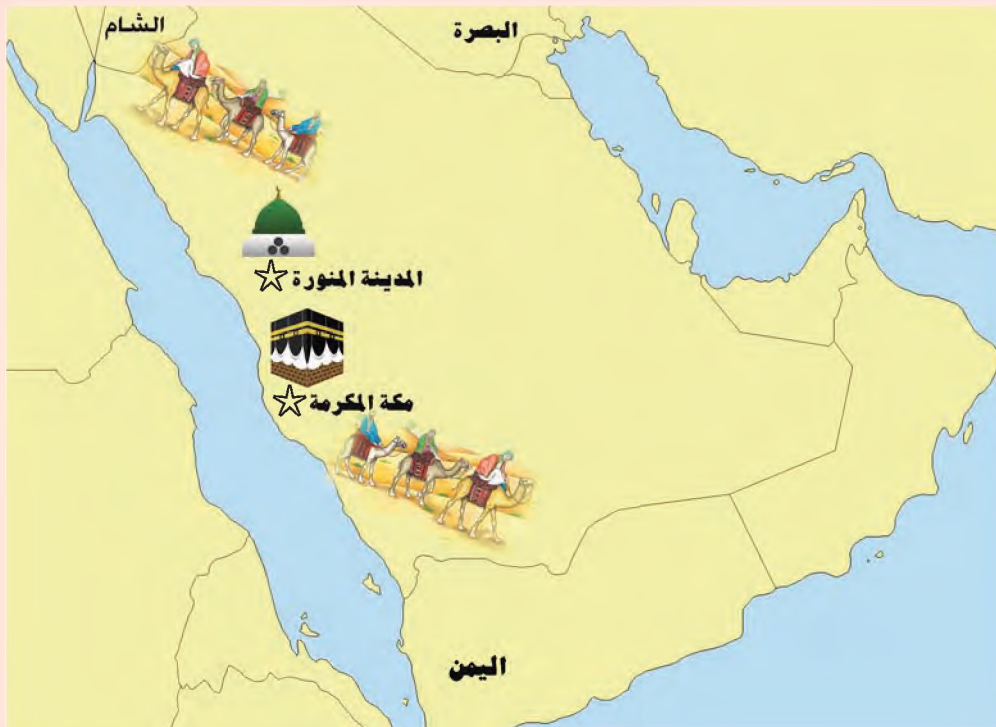 الشام
البصرة
المدينة المنورة
مكة المكرمة
اليمن